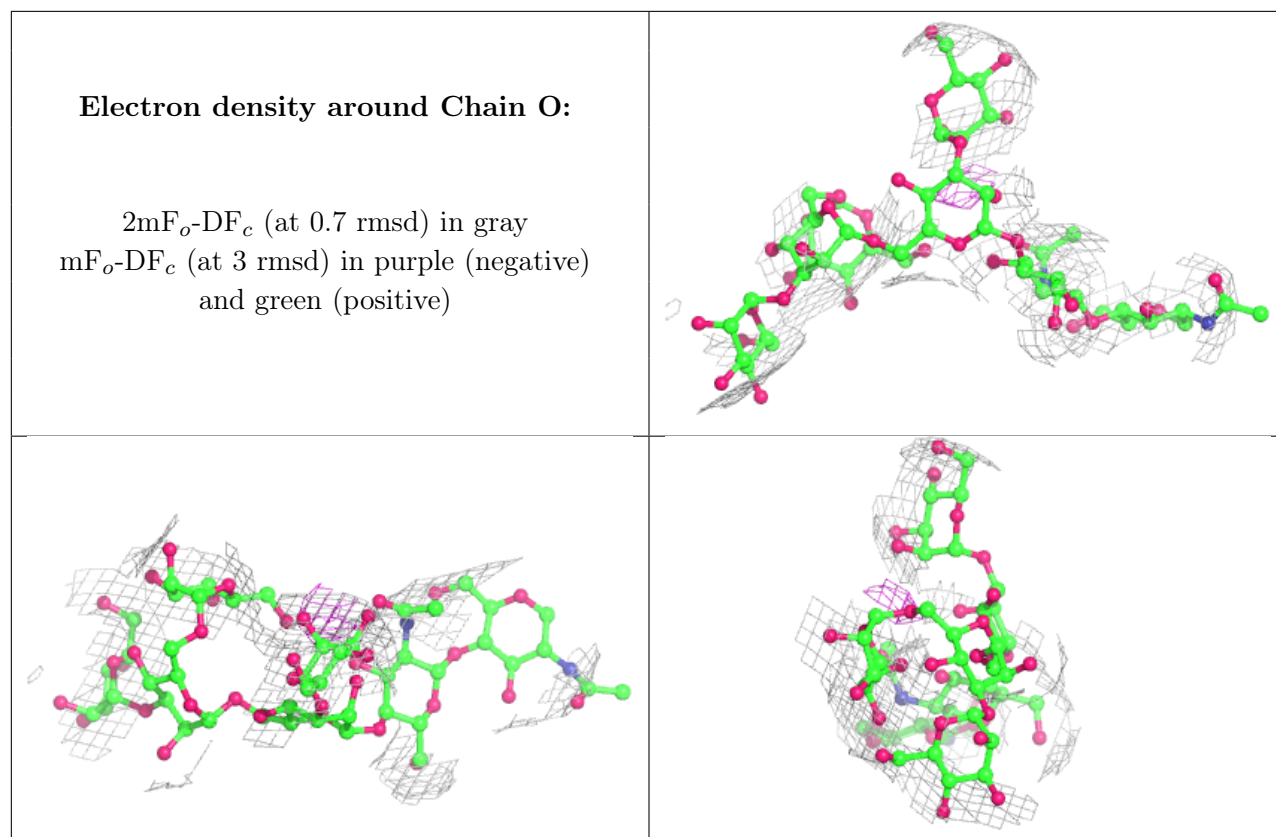 Electron density around Chain O:
2mFₒ-DF𝒸 (at 0.7 rmsd) in gray
mFₒ-DF𝒸 (at 3 rmsd) in purple (negative)
and green (positive)